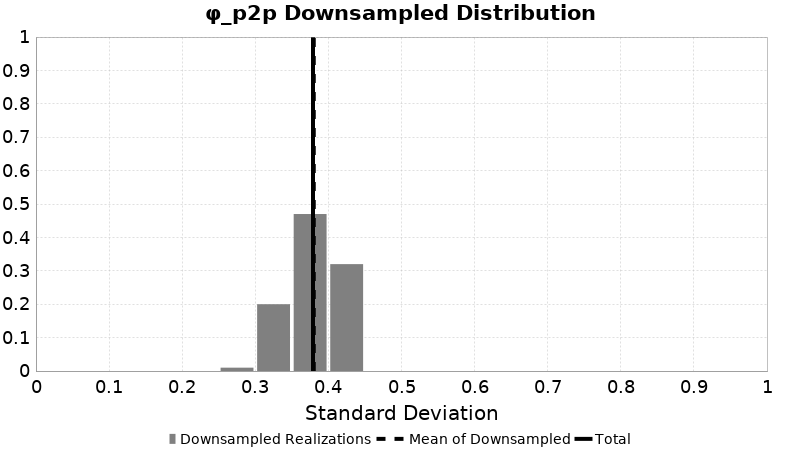 φ_p2p Downsampled Distribution
1
0.9
0.8
0.7
0.6
0.5
0.4
0.3
0.2
0.1
0
0 0.1 0.2 0.3 0.4 0.5 0.6 0.7 0.8 0.9 1
Standard Deviation
Downsampled Realizations Mean of Downsampled Total